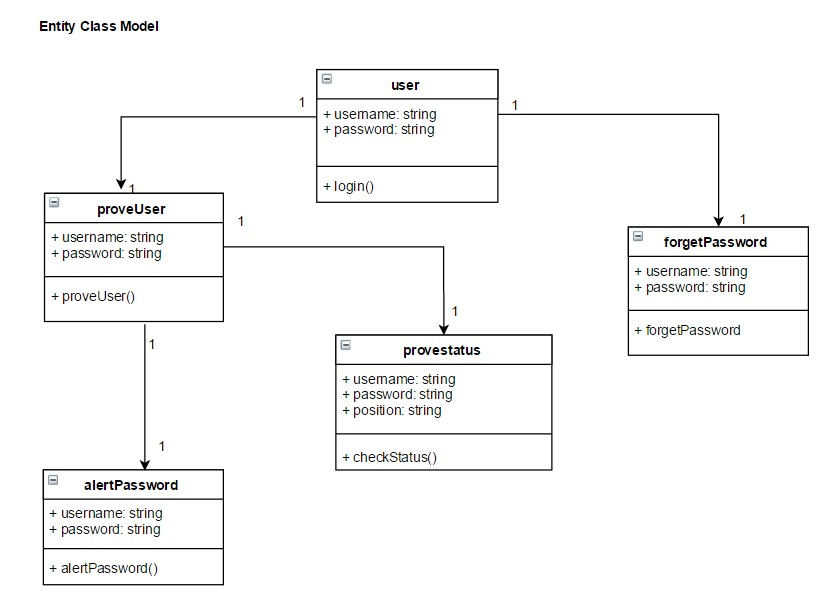 Entity Class Model
user
1
1
+ username: string
+ password: string
+ login()
1
proveUser
1
+ username: string
+ password: string
+ proveUser()
1
forgetPassword
+ username: string
+ password: string
+ forgetPassword
1
1
provestatus
+ username: string
+ password: string
+ position: string
+ checkStatus()
1
alertPassword
+ username: string
+ password: string
+ alertPassword()